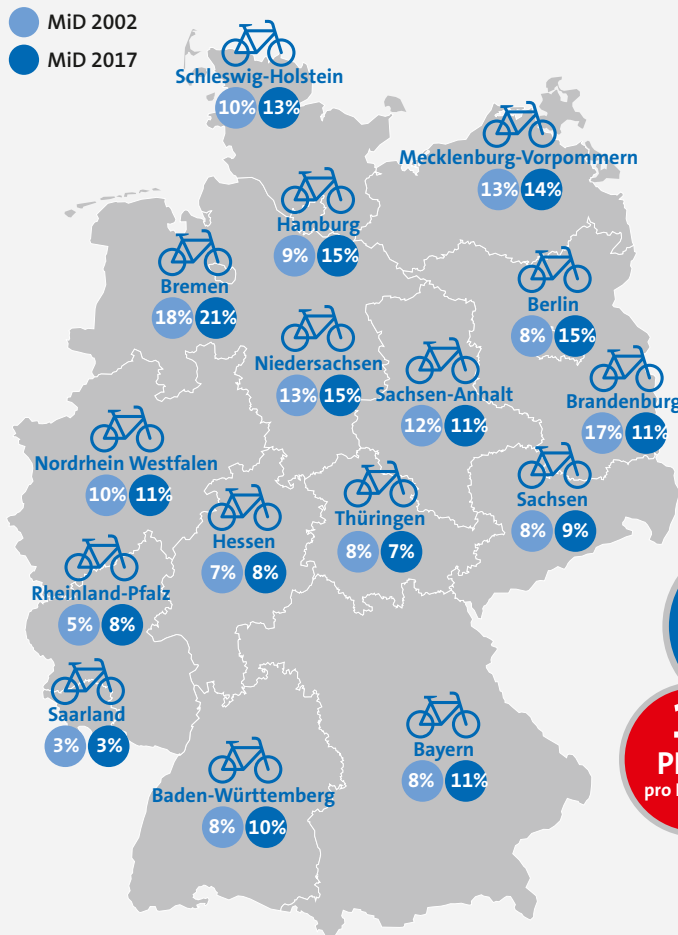 MiD 2002
MiD 2017
Schleswig-Holstein
10% 13%
Mecklenburg-Vorpommern
13% 14%
Hamburg
9% 15%
Bremen
18% 21%
Berlin
8% 15%
Niedersachsen
13% 15%
Sachsen-Anhalt
12% 11%
Brandenburg
17% 11%
Nordrhein Westfalen
10% 11%
Sachsen
8% 9%
Thüringen
8% 7%
Hessen
7% 8%
Rheinland-Pfalz
5% 8%
Saarland
3% 3%
Bayern
8% 11%
Baden-Württemberg
8% 10%
pro